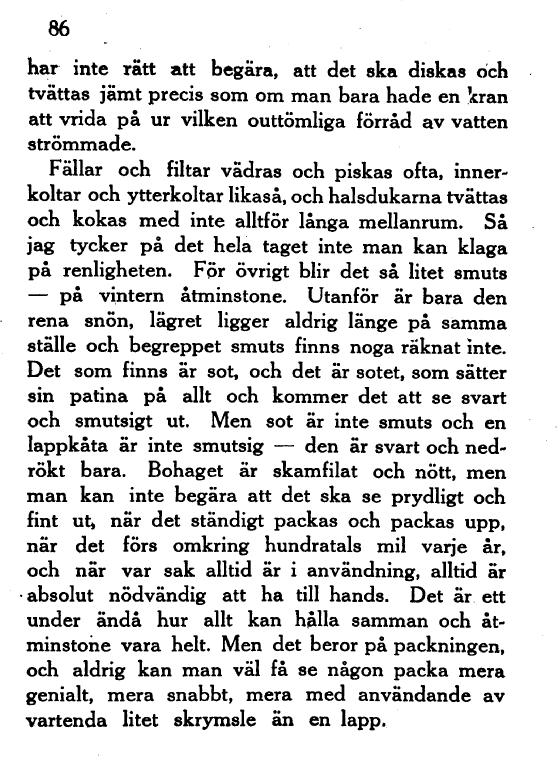 86
har inte rätt att begära, att det ska diskas och
tvättas jämt precis som om man bara hade en kran
att vrida på ur vilken outtömliga förråd av vatten
strömmade.
Fällar och filtar vädras och piskas ofta, inner-
koltar och ytterkoltar likaså, och halsdukarna tvättas
och kokas med inte alltför långa mellanrum. Så
jag tycker på det hela taget inte man kan klaga
på renligheten. För övrigt blir det så litet smuts
— på vintern åtminstone. Utanför är bara den
rena snön, lägret ligger aldrig länge på samma
ställe och begreppet smuts finns noga räknat inte.
Det som finns är sot, och det är sotet, som sätter
sin patina på allt och kommer det att se svart
och smutsigt ut. Men sot är inte smuts och en
lappkåta är inte smutsig — den är svart och ned-
rökt bara. Bohaget är skamfilat och nött, men
man kan inte begära att det ska se prydligt och
fint ut, när det ständigt packas och packas upp,
när det förs omkring hundratals mil varje år,
och när var sak alltid är i användning, alltid är
absolut nödvändig att ha till hands. Det är ett
under ändå hur allt kan hålla samman och åt-
minstone vara helt. Men det beror på packningen,
och aldrig kan man väl få se någon packa mera
genialt, mera snabbt, mera med användande av
vartenda litet skrymsle än en lapp.